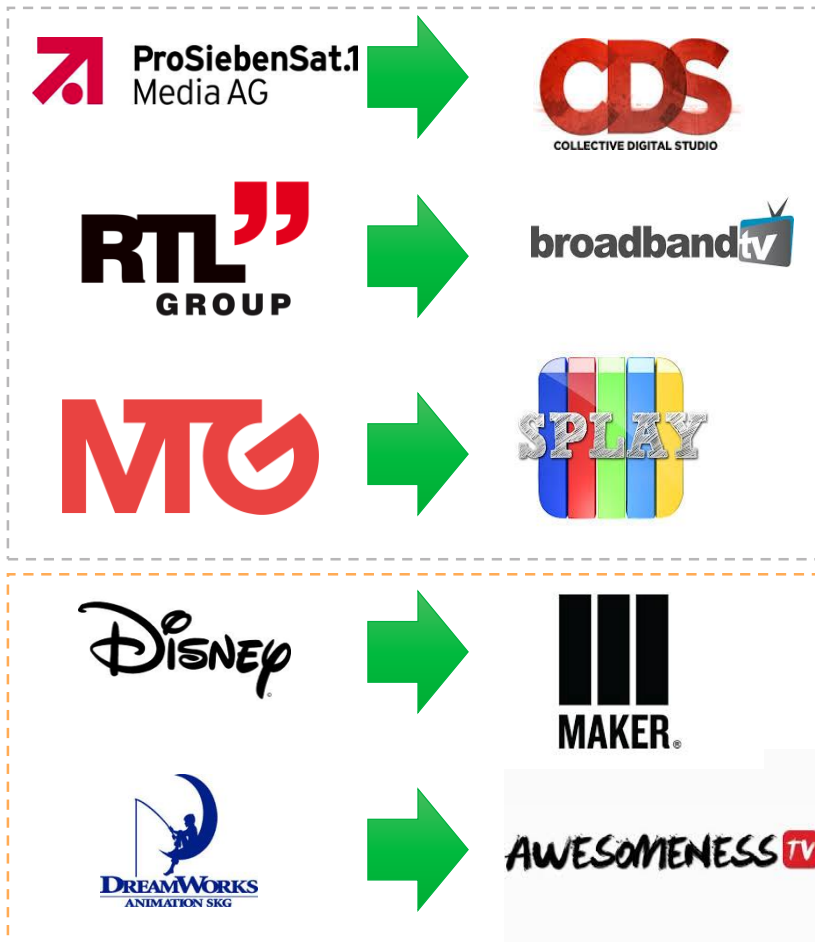 ProSiebenSat.1
Media AG
CDS
COLLECTIVE DIGITAL STUDIO
RTL
GROUP
broadbandtv
MTG
SPLAY
Disney
MAKER®
DREAMWORKS
ANIMATION SKG
AWESOMENESS TV